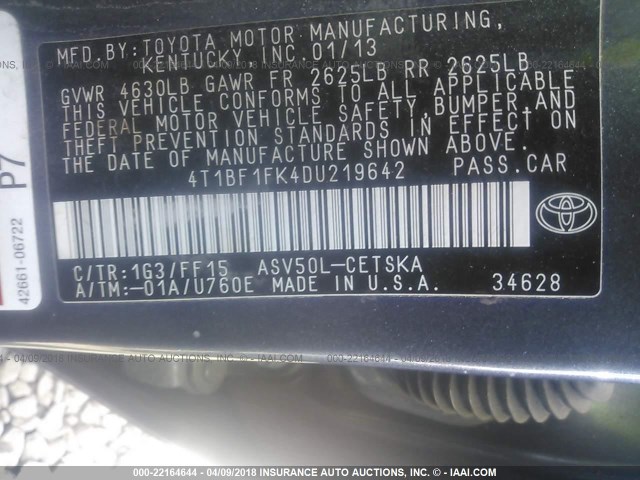 MFD.BY:TOYOTA MOTOR MANUFACTURING,
KENTUCKY, INC. 01/13
GVWR 4630LB GAWR FR 2625LB RR 2625LB
THIS VEHICLE CONFORMS TO ALL APPLICABLE
FEDERAL MOTOR VEHICLE SAFETY,BUMPER,AND
THEFT PREVENTION STANDARDS IN EFFECT ON
THE DATE OF MANUFACTURE SHOWN ABOVE.
4T1BF1FK4DU219642 PASS.CAR
C/TR:1G3/FF15 ASV50L-CETSKA
A/TM:-01A/U760E MADE IN U.S.A. 34628
P7
42661-06722
000-22164644 - 04/09/2018 - INSURANCE AUTO AUCTIONS, INC. - WWW.IAAI.COM